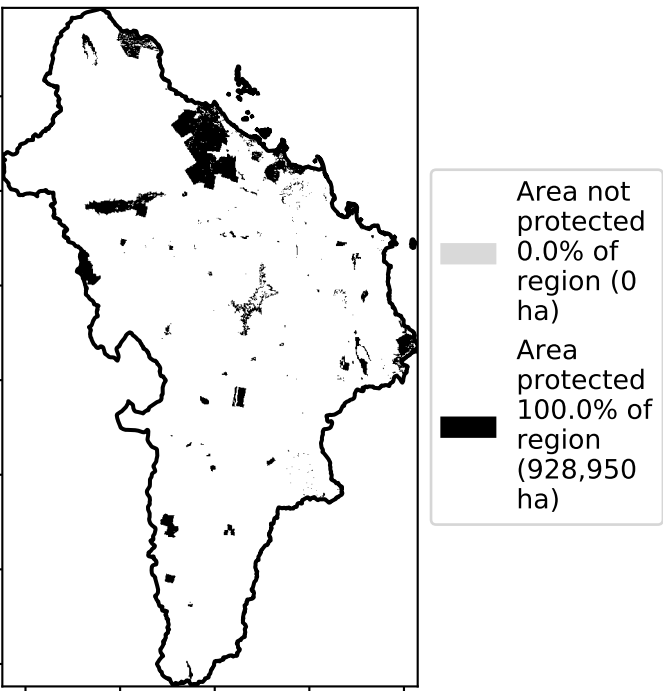 Area not
protected
0.0% of
region (0
ha)
Area
protected
100.0% of
region
(928,950
ha)